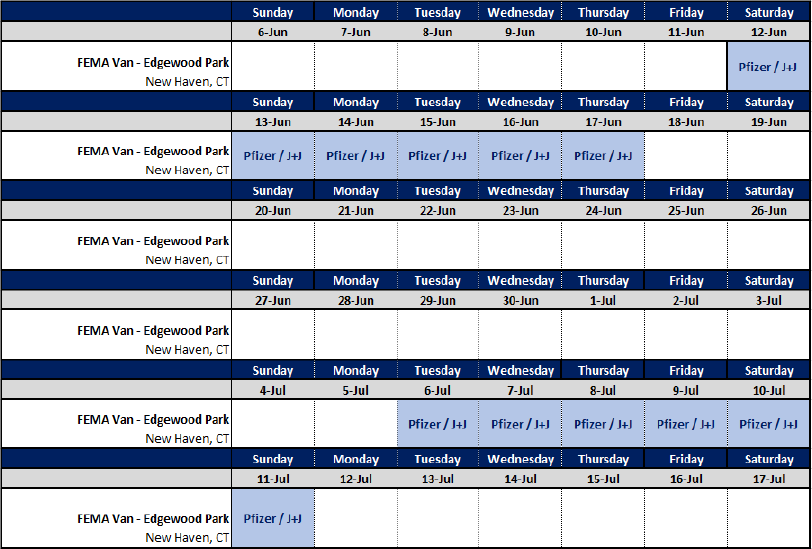 Sunday Monday Tuesday Wednesday Thursday Friday Saturday
6-Jun 7-Jun 8-Jun 9-Jun 10-Jun 11-Jun 12-Jun
FEMA Van - Edgewood Park
Pfizer / J+J
New Haven, CT
Sunday Monday Tuesday Wednesday Thursday Friday Saturday
13-Jun 14-Jun 15-Jun 16-Jun 17-Jun 18-Jun 19-Jun
FEMA Van - Edgewood Park
Pfizer / J+J Pfizer / J+J Pfizer / J+J Pfizer / J+J Pfizer / J+J
New Haven, CT
Sunday Monday Tuesday Wednesday Thursday Friday Saturday
20-Jun 21-Jun 22-Jun 23-Jun 24-Jun 25-Jun 26-Jun
FEMA Van - Edgewood Park
New Haven, CT
Sunday Monday Tuesday Wednesday Thursday Friday Saturday
27-Jun 28-Jun 29-Jun 30-Jun 1-Jul 2-Jul 3-Jul
FEMA Van - Edgewood Park
New Haven, CT
Sunday Monday Tuesday Wednesday Thursday Friday Saturday
4-Jul 5-Jul 6-Jul 7-Jul 8-Jul 9-Jul 10-Jul
FEMA Van - Edgewood Park
Pfizer / J+J Pfizer / J+J Pfizer / J+J Pfizer / J+J Pfizer / J+J
New Haven, CT
Sunday Monday Tuesday Wednesday Thursday Friday Saturday
11-Jul 12-Jul 13-Jul 14-Jul 15-Jul 16-Jul 17-Jul
FEMA Van - Edgewood Park Pfizer / J+J
New Haven, CT